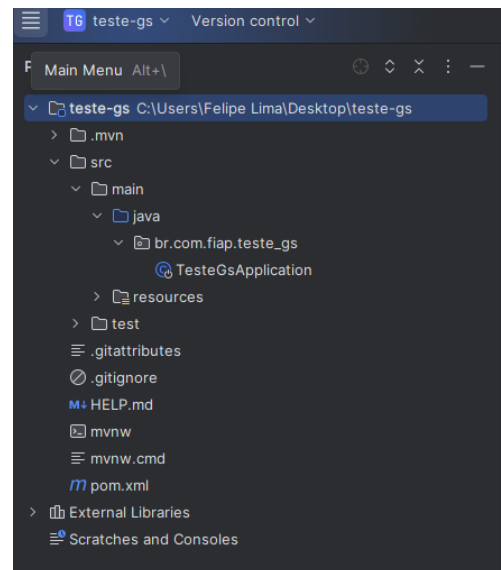 TG teste-gs Version control
P
Main Menu Alt+\
teste-gs C:\Users\Felipe Lima\Desktop\teste-gs
.mvn
src
main
java
br.com.fiap.teste_gs
TesteGsApplication
resources
test
.gitattributes
.gitignore
M↓ HELP.md
mvnw
mvnw.cmd
m pom.xml
External Libraries
Scratches and Consoles